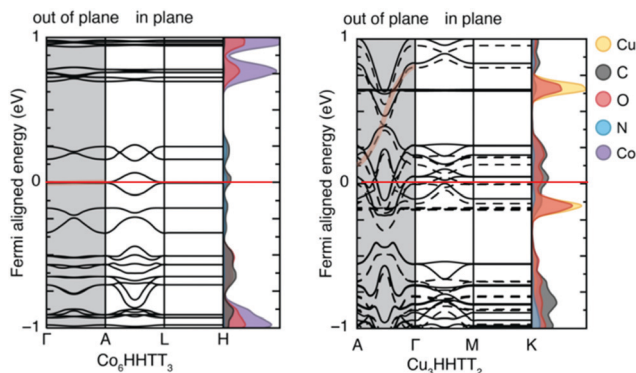 out of plane in plane
1
0
−1
Fermi aligned energy (eV)
Γ A L H
Co₆HHTT₃
out of plane in plane
1
0
−1
Fermi aligned energy (eV)
A Γ M K
Cu₃HHTT₂
Cu
C
O
N
Co